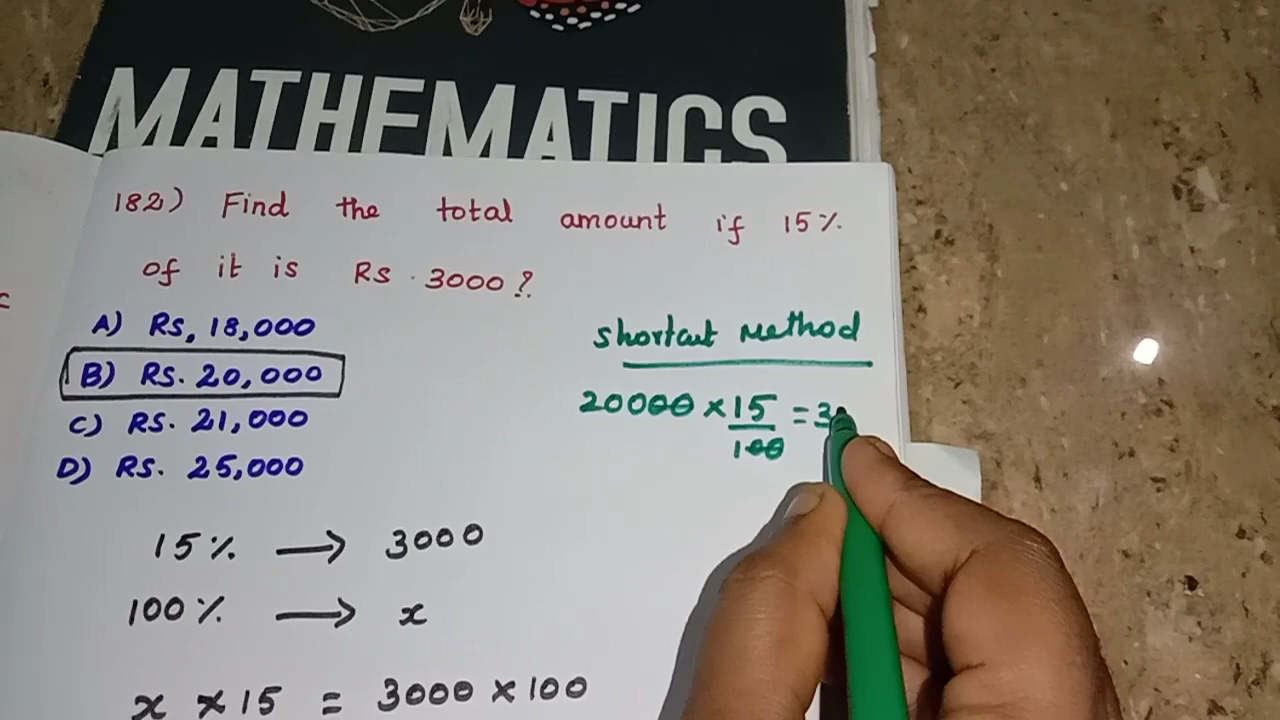 MATHEMATICS
182) Find the total amount if 15%
of it is Rs. 3000?
A) Rs. 18,000
B) Rs. 20,000
C) Rs. 21,000
D) Rs. 25,000
Shortcut Method
20000 × 15 = 3
100
15% → 3000
100% → x
x × 15 = 3000 × 100